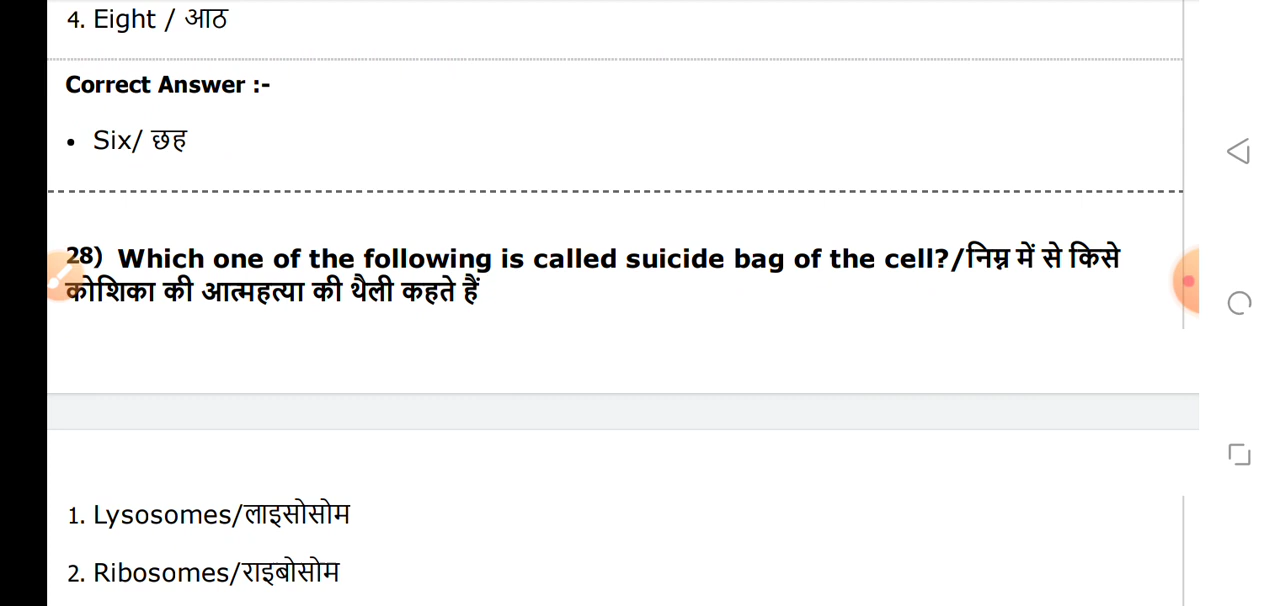 4. Eight / आठ
Correct Answer :-
• Six/ छह
28) Which one of the following is called suicide bag of the cell?/निम्न में से किसे
कोशिका की आत्महत्या की थैली कहते हैं
1. Lysosomes/लाइसोसोम
2. Ribosomes/राइबोसोम